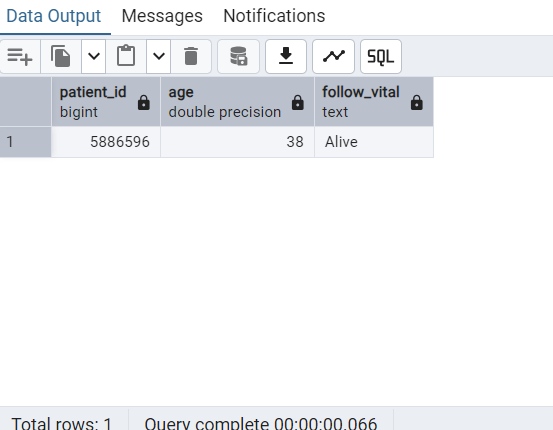 Data Output Messages Notifications
SQL
patient_id age follow_vital
bigint double precision text
1 5886596 38 Alive
Total rows: 1 Query complete 00:00:00.066